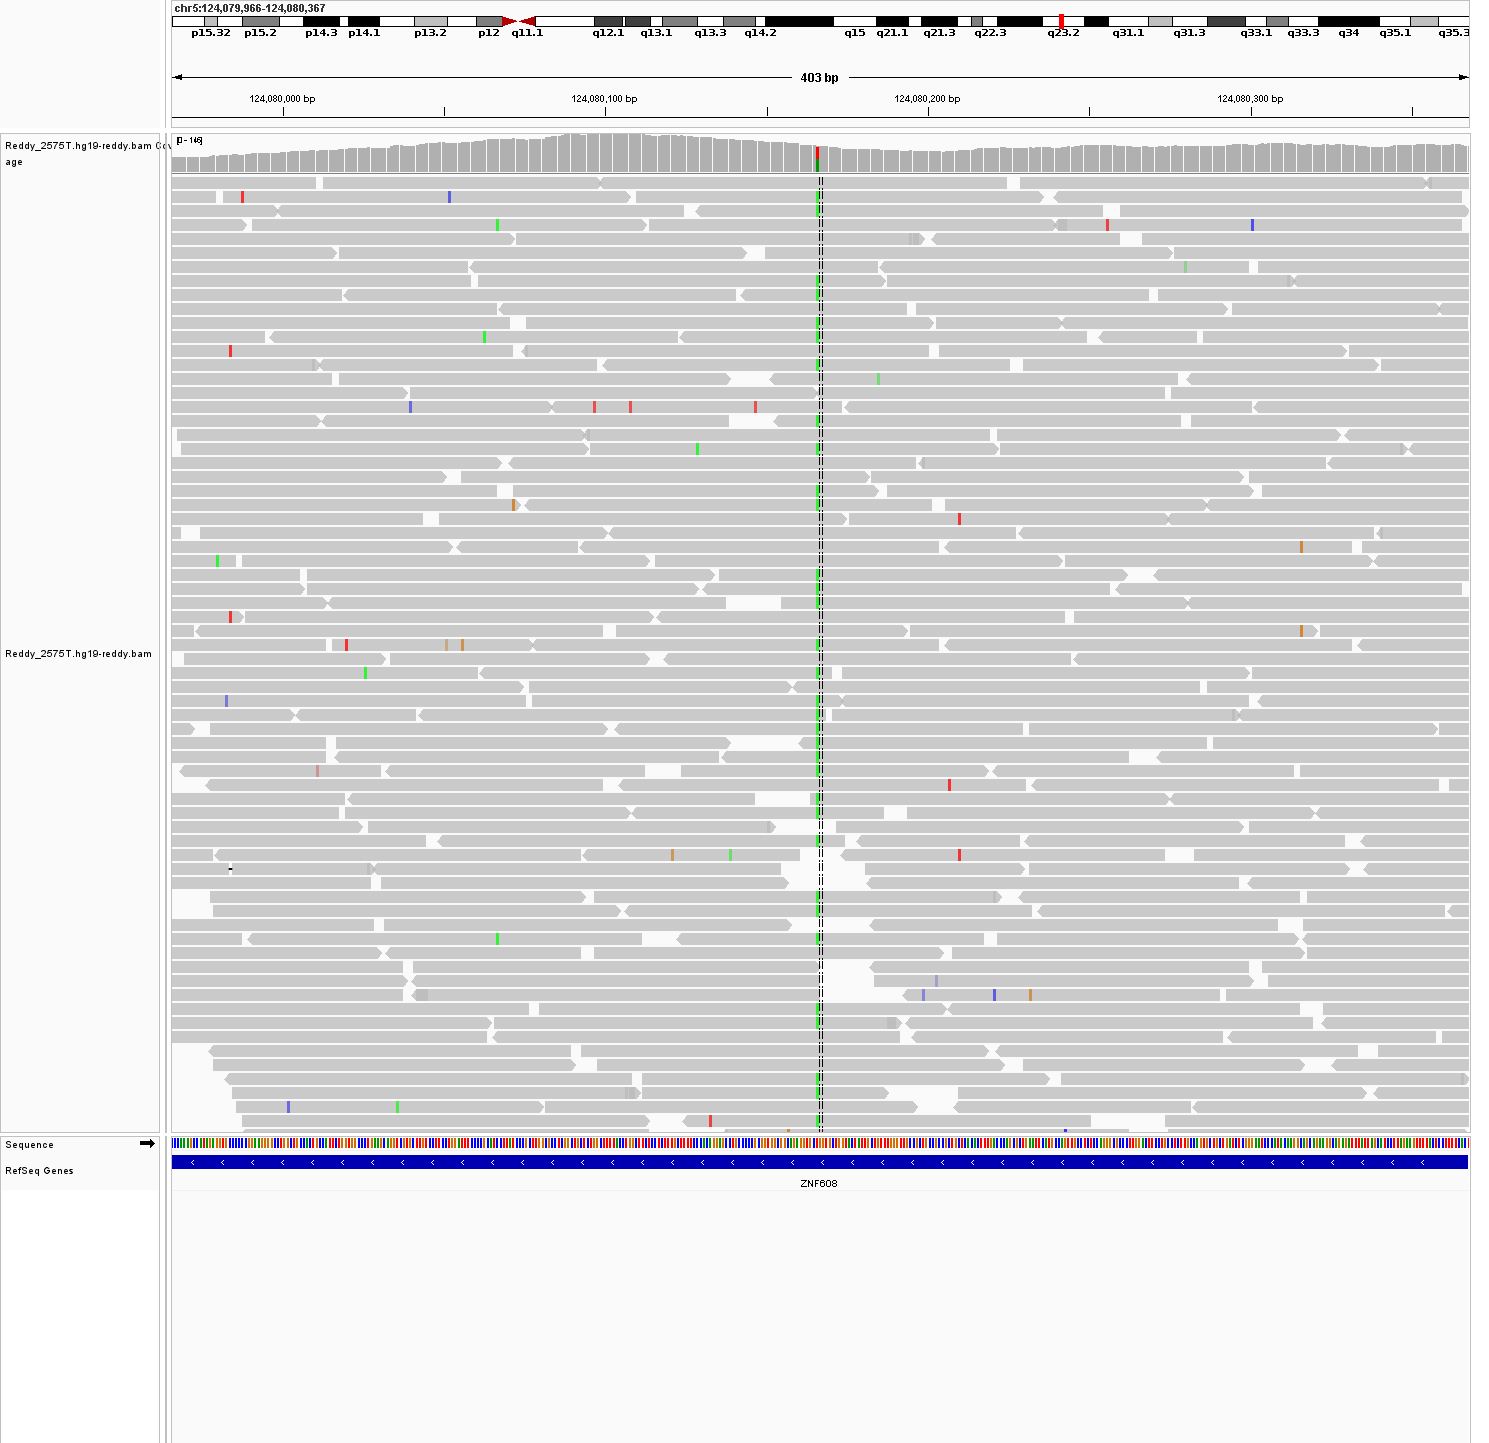 chr5:124,079,966-124,080,367
p15.32 p15.2 p14.3 p14.1 p13.2 p12 q11.1 q12.1 q13.1 q13.3 q14.2 q15 q21.1 q21.3 q22.3 q23.2 q31.1 q31.3 q33.1 q33.3 q34 q35.1 q35.3
403 bp
124,080,000 bp 124,080,100 bp 124,080,200 bp 124,080,300 bp
Reddy_2575T.hg19-reddy.bam Cov
age
[0 - 146]
Reddy_2575T.hg19-reddy.bam
Sequence
RefSeq Genes
ZNF608